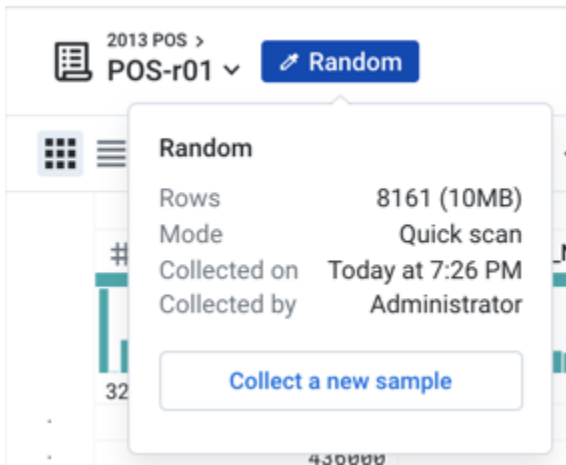 2013 POS >
POS-r01
Random
Random
Rows 8161 (10MB)
Mode Quick scan
Collected on Today at 7:26 PM
Collected by Administrator
#
32
Collect a new sample
436000